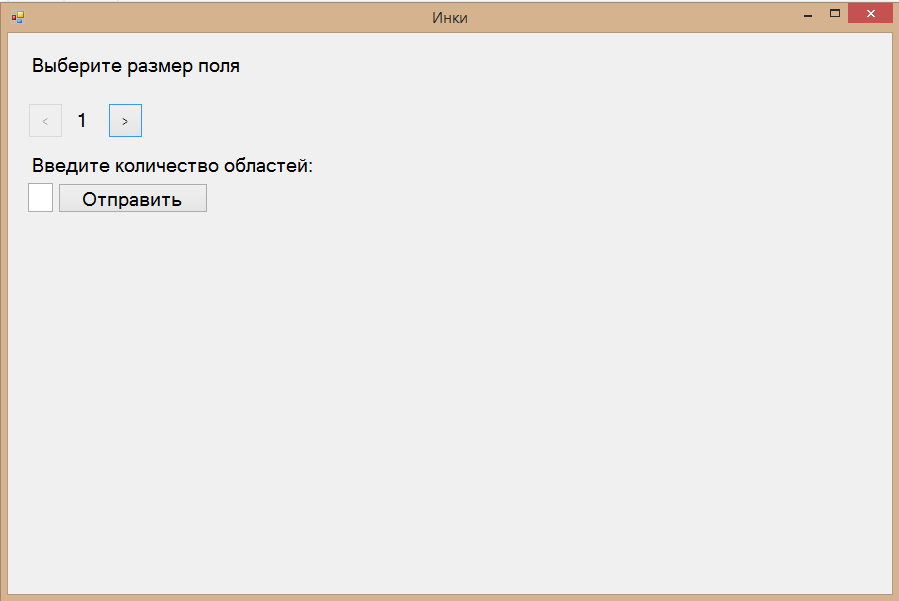 Инки
Выберите размер поля
< 1 >
Введите количество областей:
Отправить